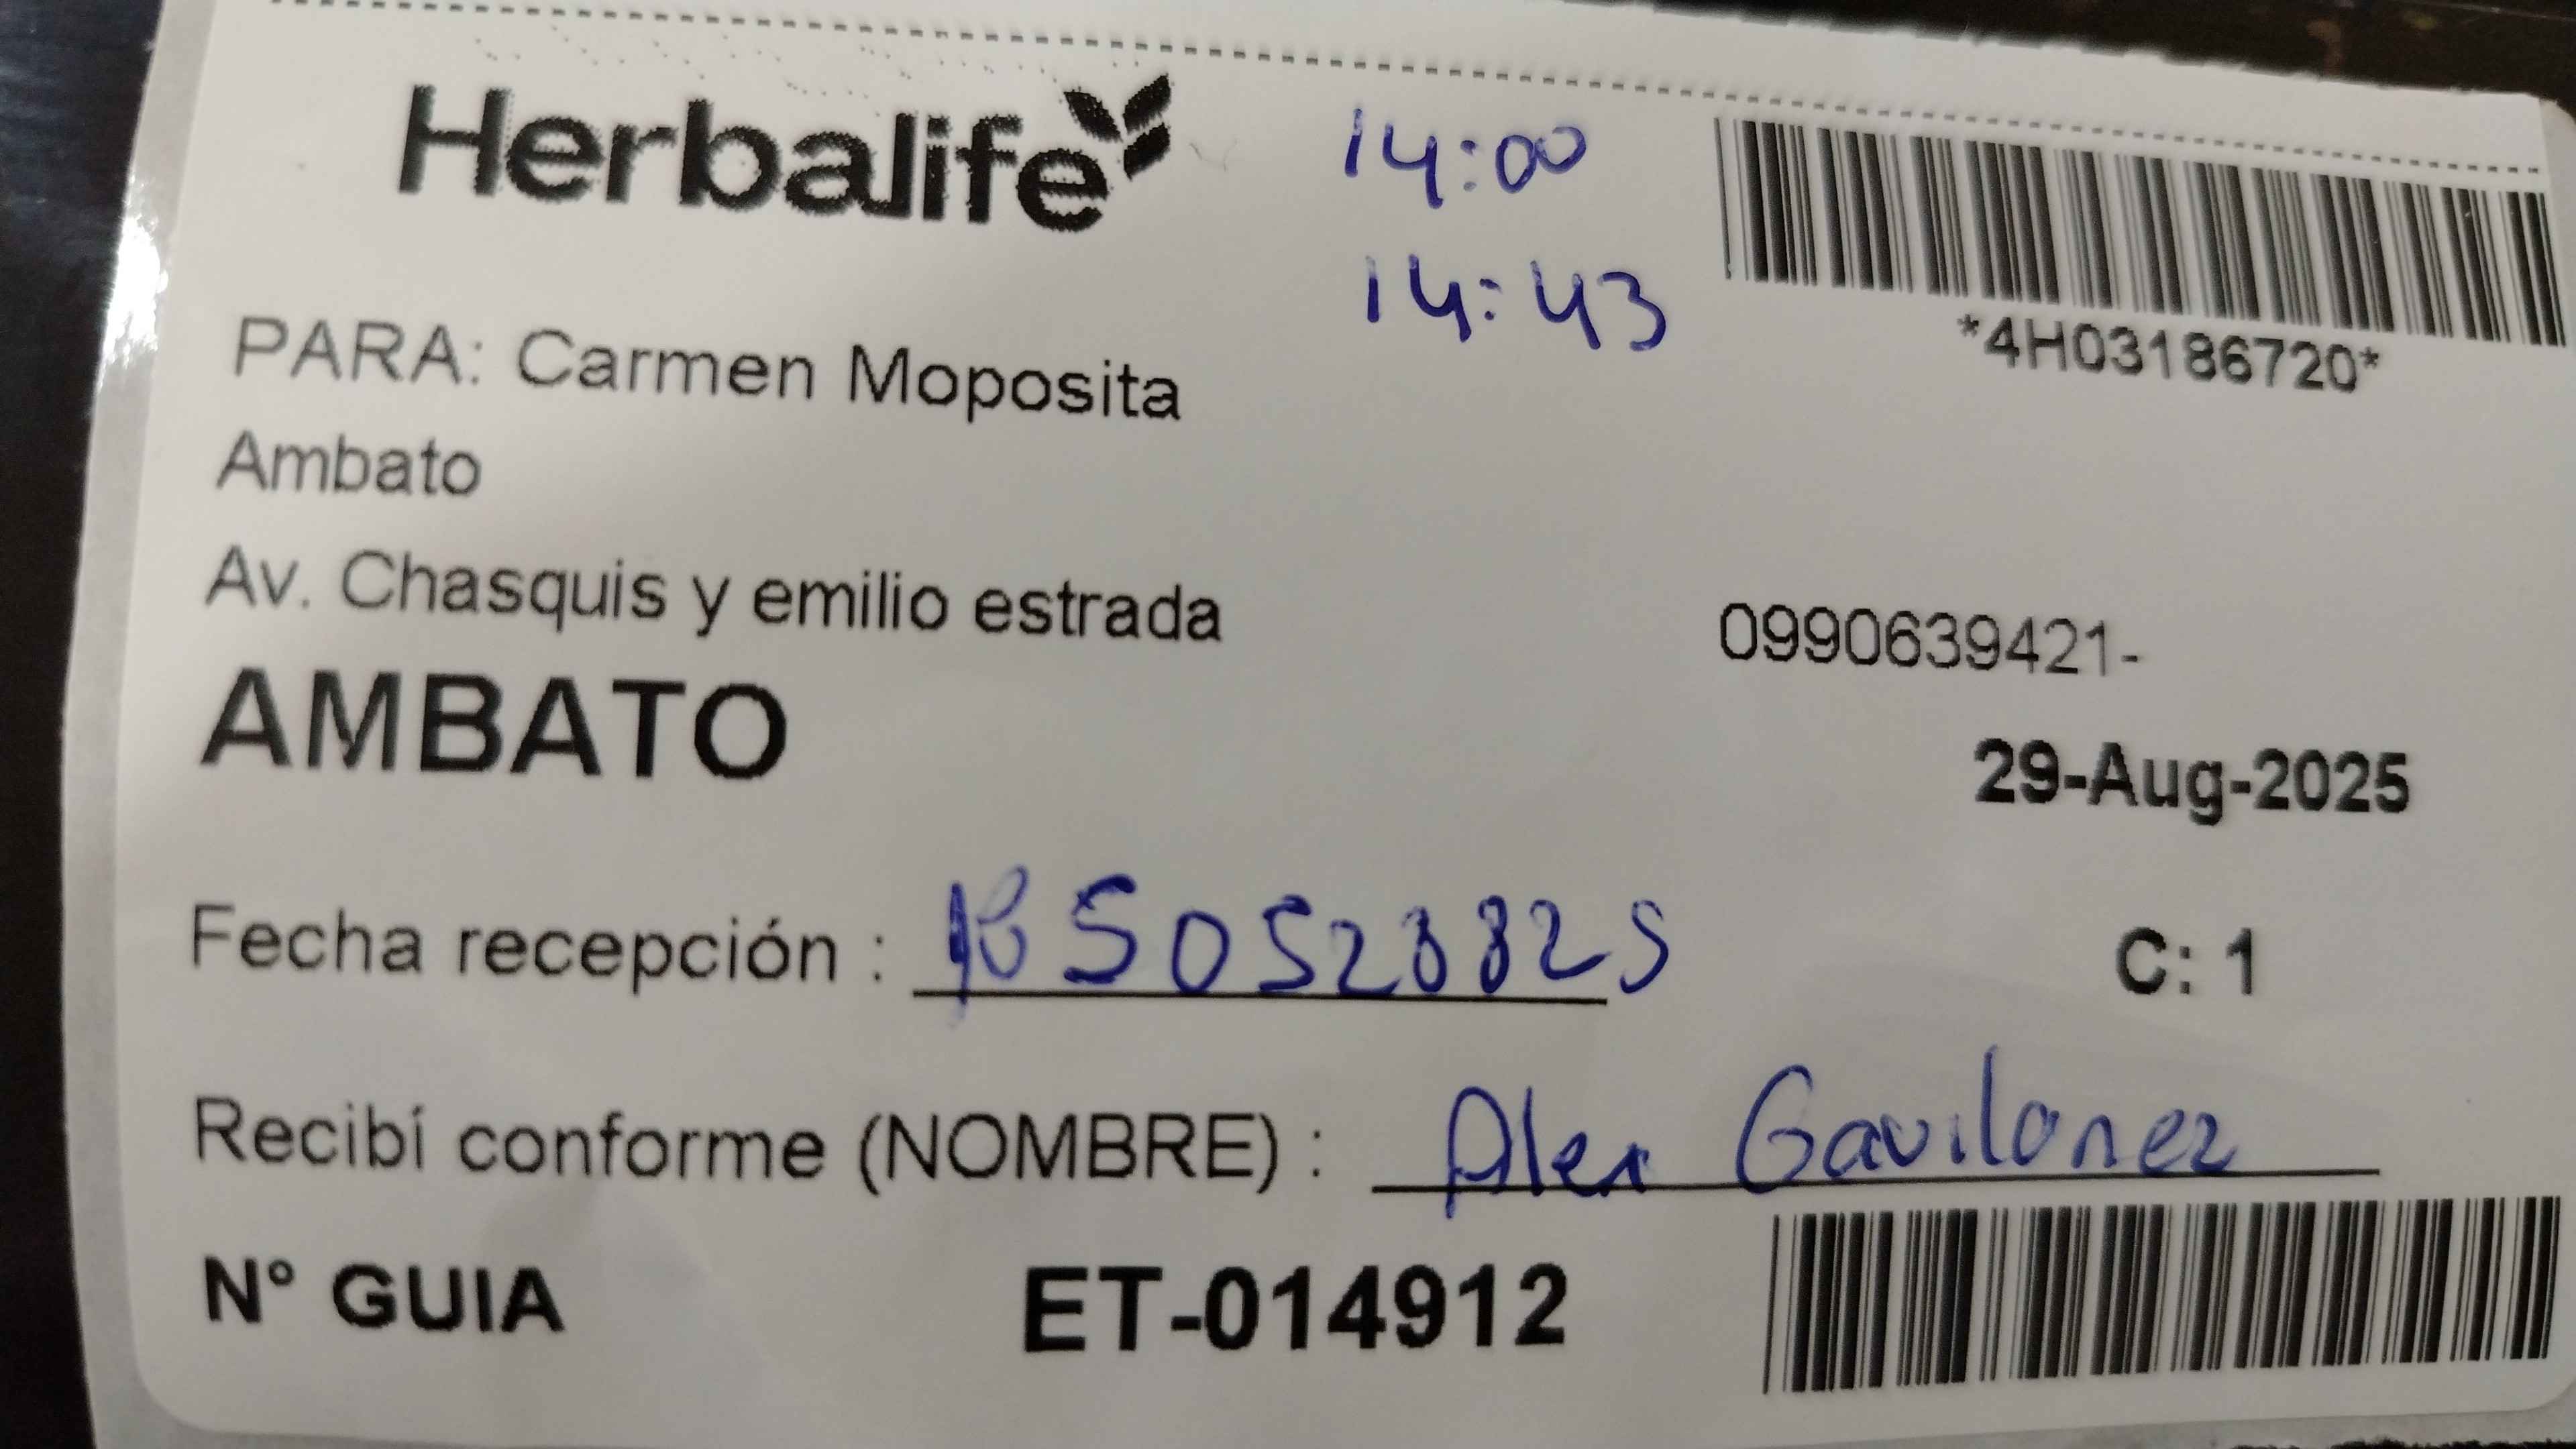 Herbalife
14:00
14:43
*4H03186720*
PARA: Carmen Moposita
Ambato
Av. Chasquis y emilio estrada
0990639421-
AMBATO
29-Aug-2025
Fecha recepción :
C: 1
Recibí conforme (NOMBRE) : Alex Gavilanez
N° GUIA ET-014912